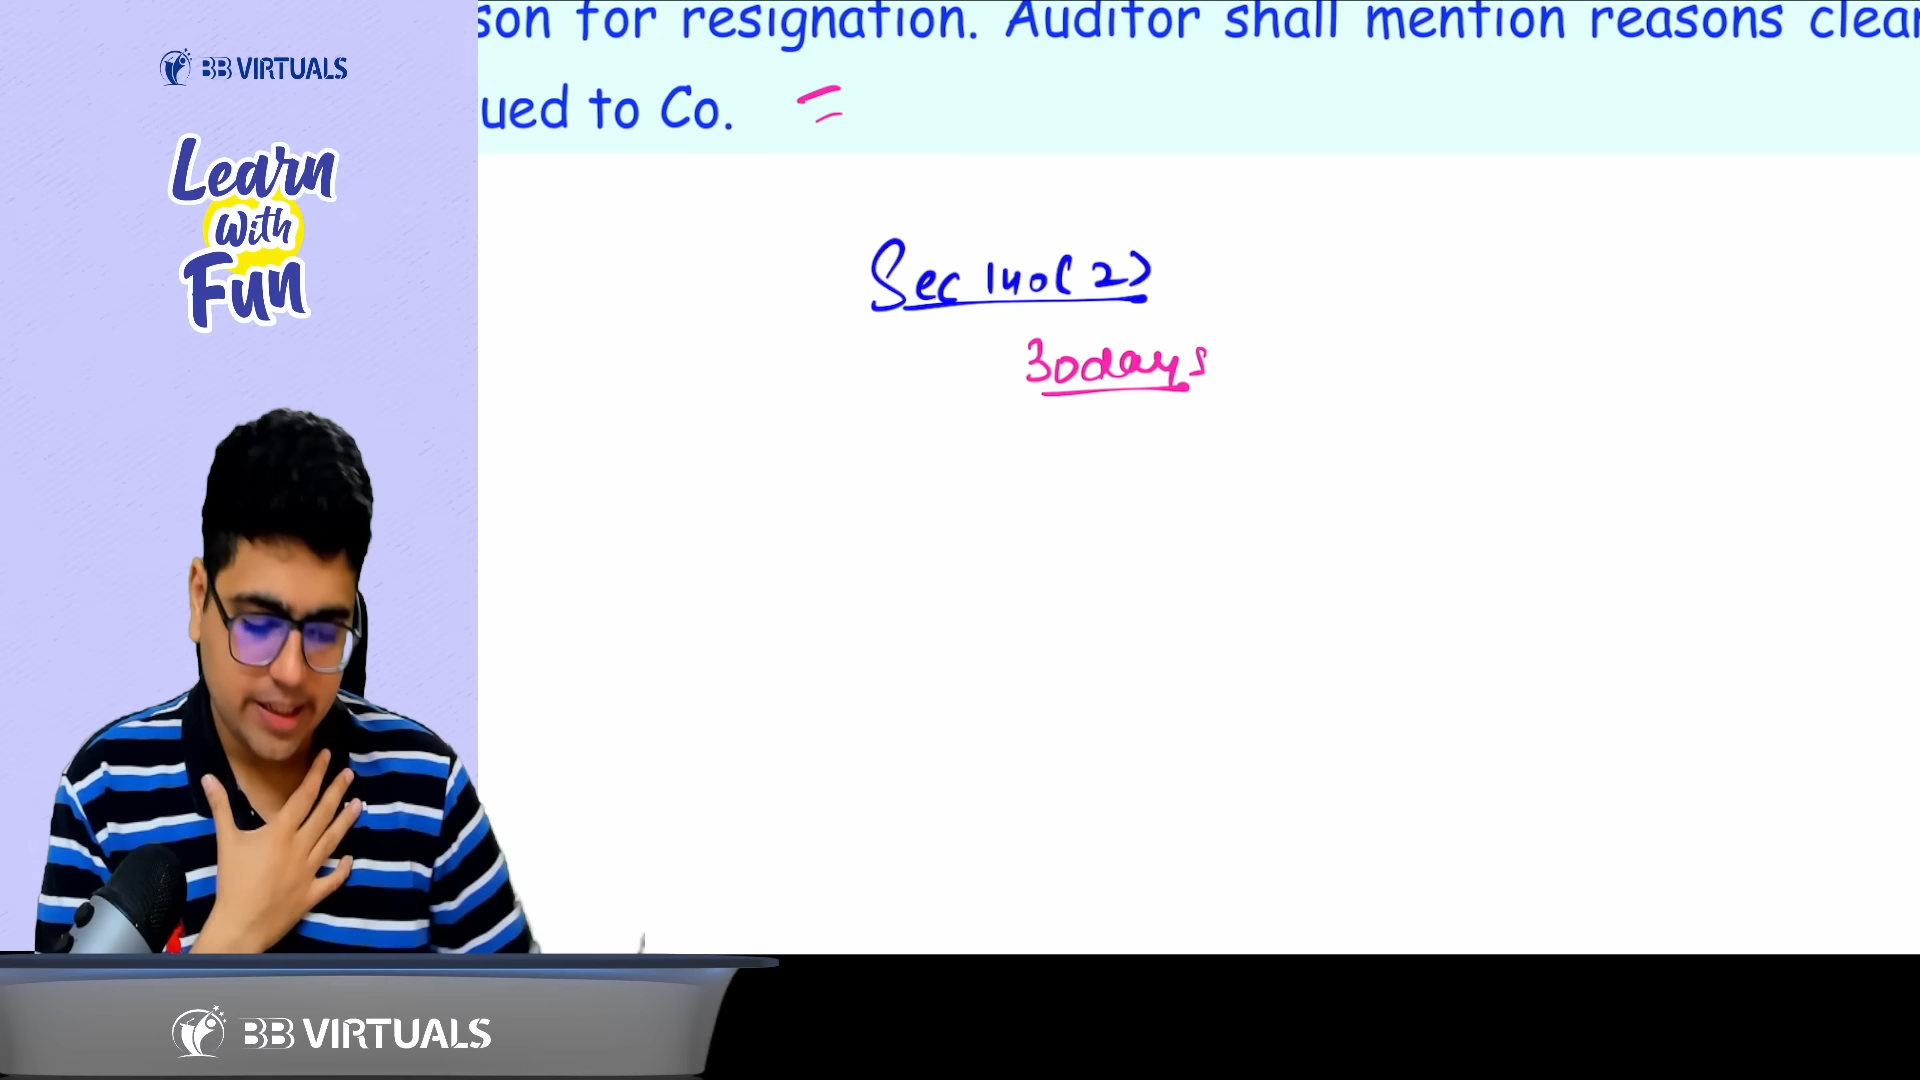 son for resignation. Auditor shall mention reasons clear
ued to Co.
BB VIRTUALS
Learn
With
Fun
Sec 140(2)
30days
BB VIRTUALS